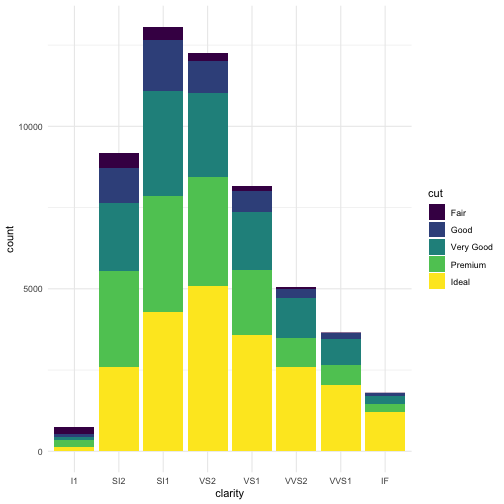 10000
5000
0
count
I1 SI2 SI1 VS2 VS1 VVS2 VVS1 IF
clarity
cut
Fair
Good
Very Good
Premium
Ideal